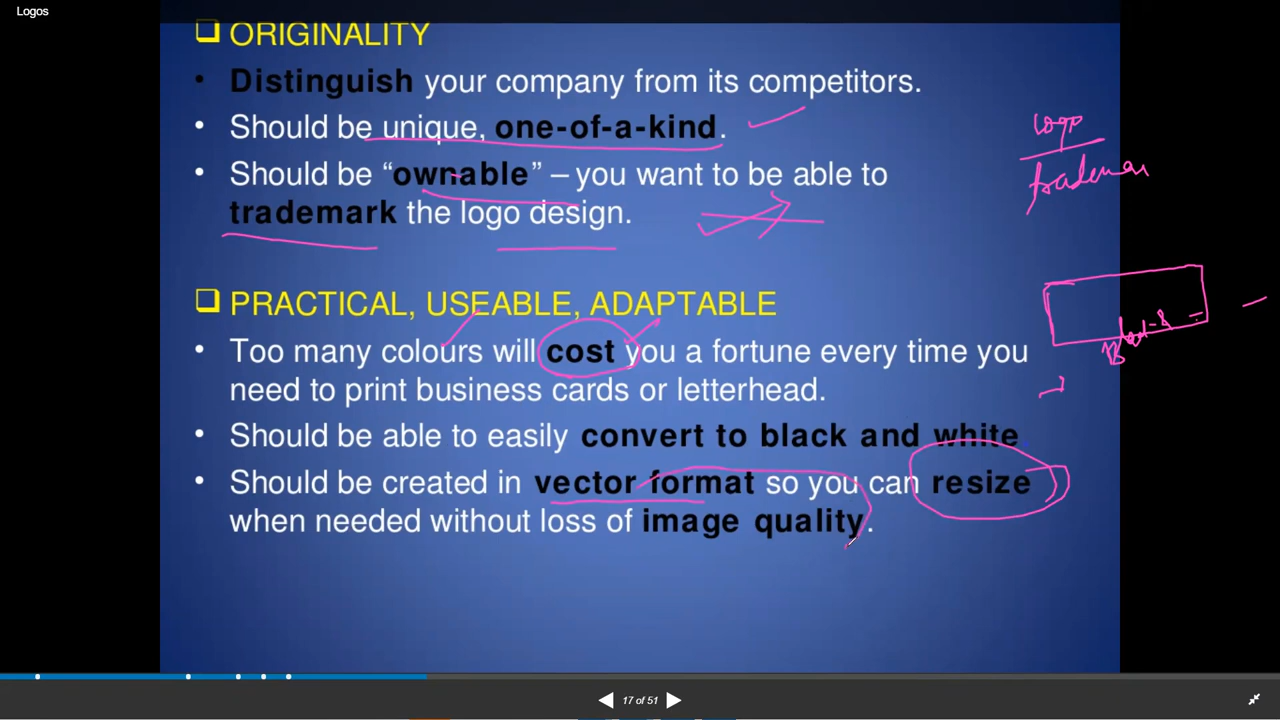 Logos
ORIGINALITY
• Distinguish your company from its competitors.
• Should be unique, one-of-a-kind.
• Should be “ownable” – you want to be able to
trademark the logo design.
logo
trademar
PRACTICAL, USEABLE, ADAPTABLE
• Too many colours will cost you a fortune every time you
need to print business cards or letterhead.
• Should be able to easily convert to black and white
• Should be created in vector format so you can resize
when needed without loss of image quality.
17 of 51